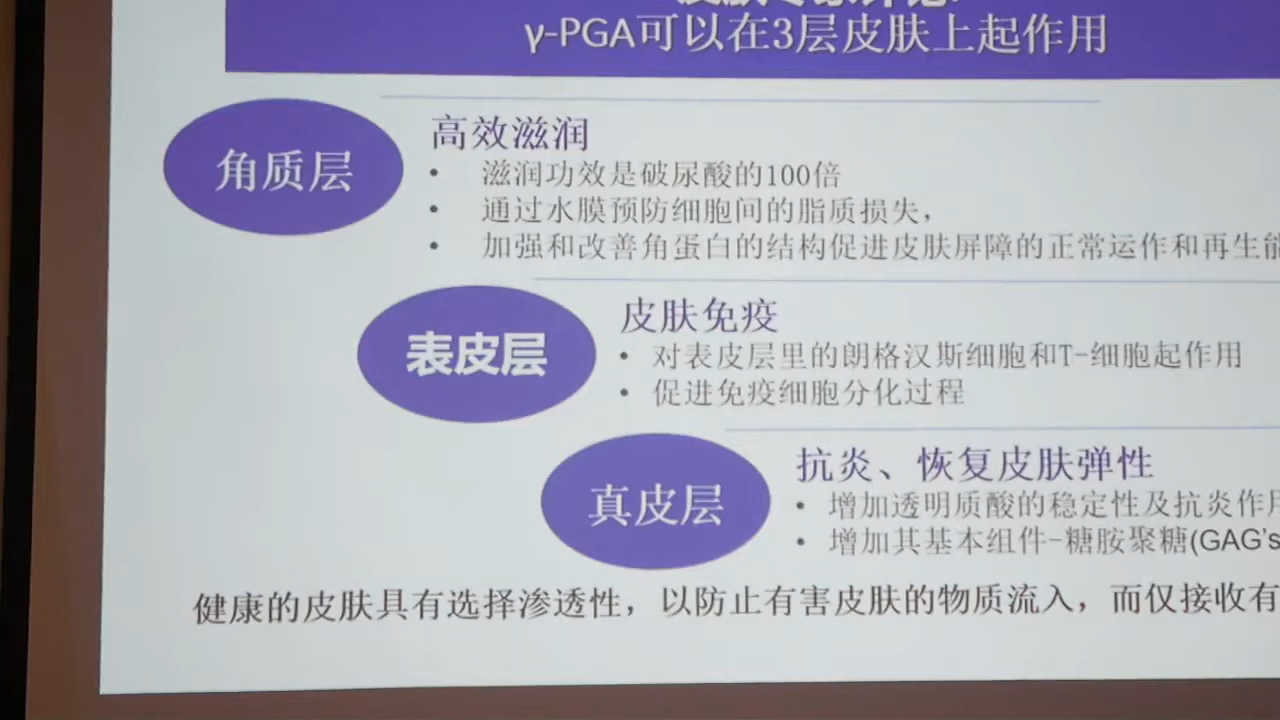 γ-PGA可以在3层皮肤上起作用
角质层
高效滋润
• 滋润功效是破尿酸的100倍
• 通过水膜预防细胞间的脂质损失，
• 加强和改善角蛋白的结构促进皮肤屏障的正常运作和再生能
表皮层
皮肤免疫
• 对表皮层里的朗格汉斯细胞和T-细胞起作用
• 促进免疫细胞分化过程
真皮层
抗炎、恢复皮肤弹性
• 增加透明质酸的稳定性及抗炎作用
• 增加其基本组件-糖胺聚糖(GAG's
健康的皮肤具有选择渗透性，以防止有害皮肤的物质流入，而仅接收有